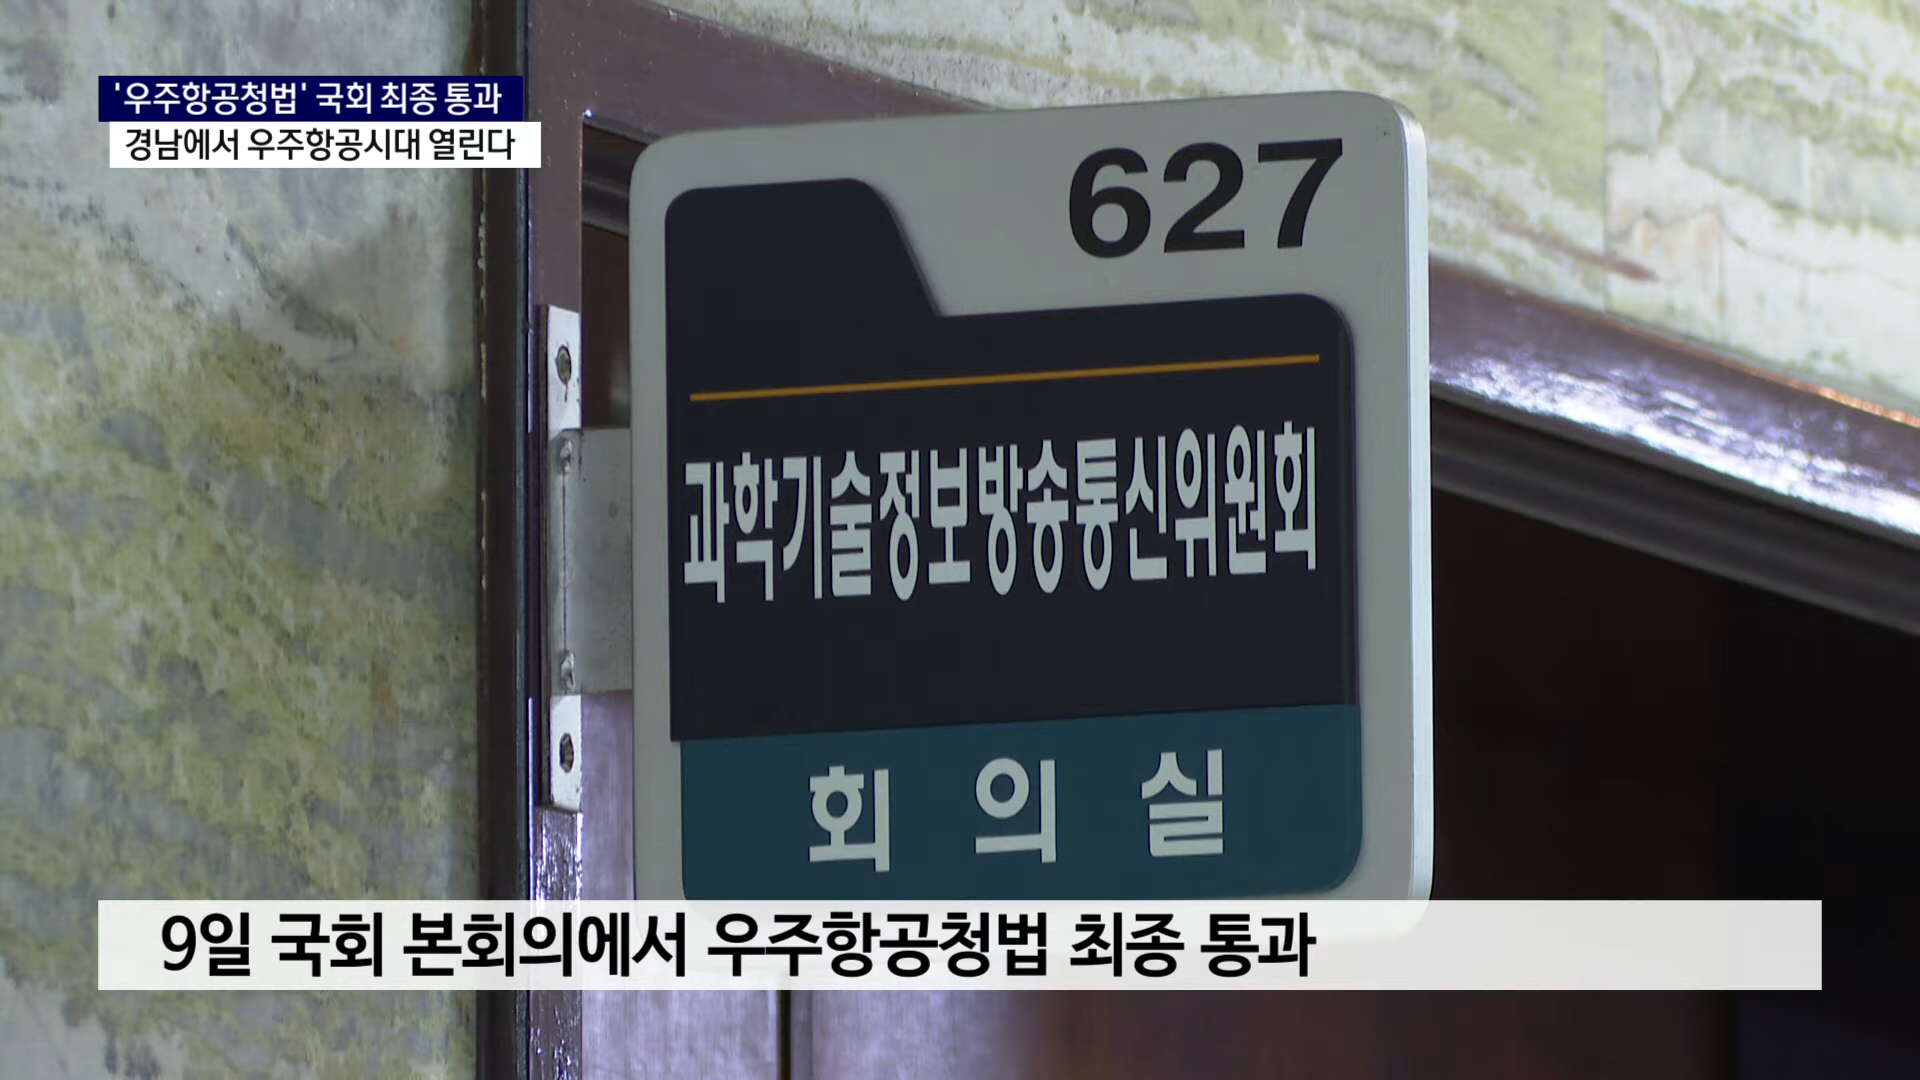 '우주항공청법' 국회 최종 통과
경남에서 우주항공시대 열린다
627
과학기술정보방송통신위원회
회의실
9일 국회 본회의에서 우주항공청법 최종 통과